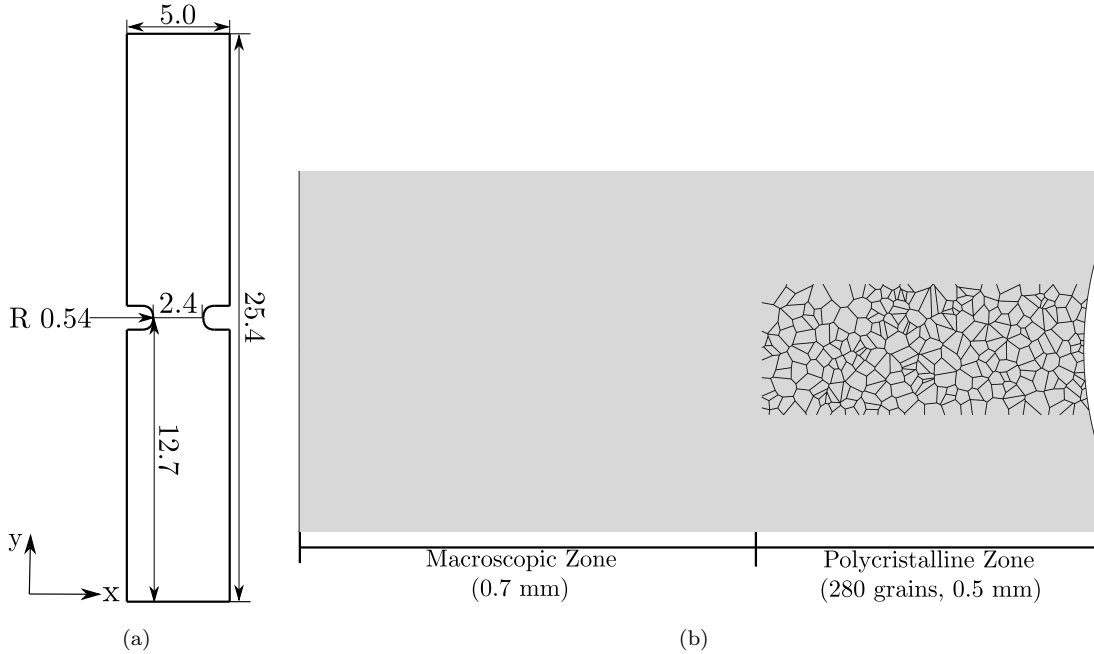 5.0
2.4
R 0.54
25.4
12.7
y
x
(a)
Macroscopic Zone
(0.7 mm)
Polycristalline Zone
(280 grains, 0.5 mm)
(b)